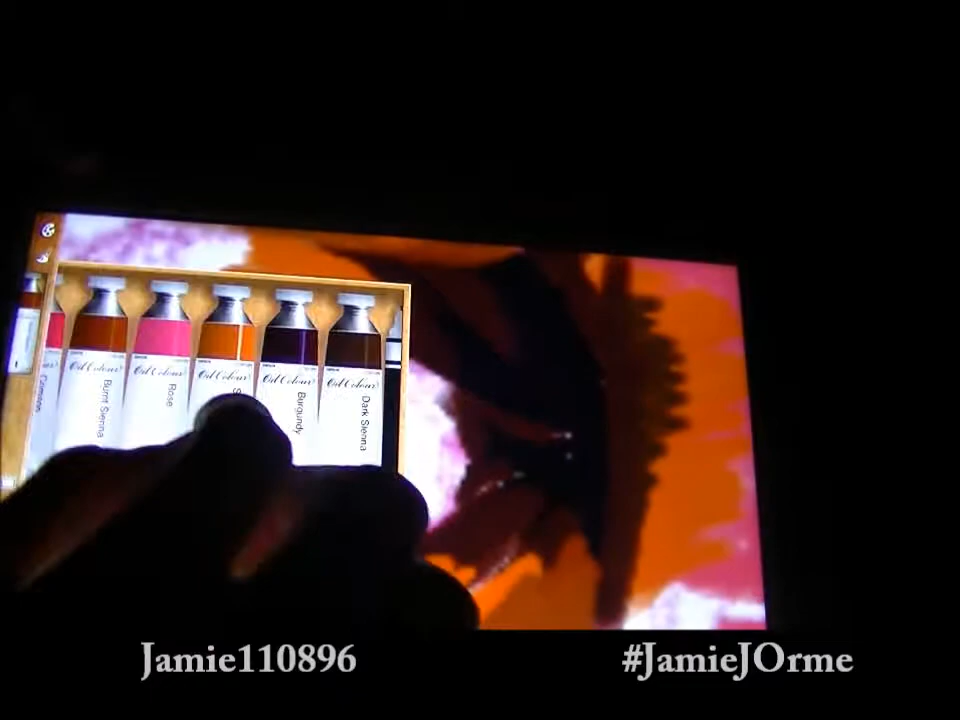 Oil Colour
Oil Colour
Oil Colour
Oil Colour
Oil Colour
Crimson
Burnt Sienna
Rose
Burgundy
Dark Sienna
Jamie110896
#JamieJOrme